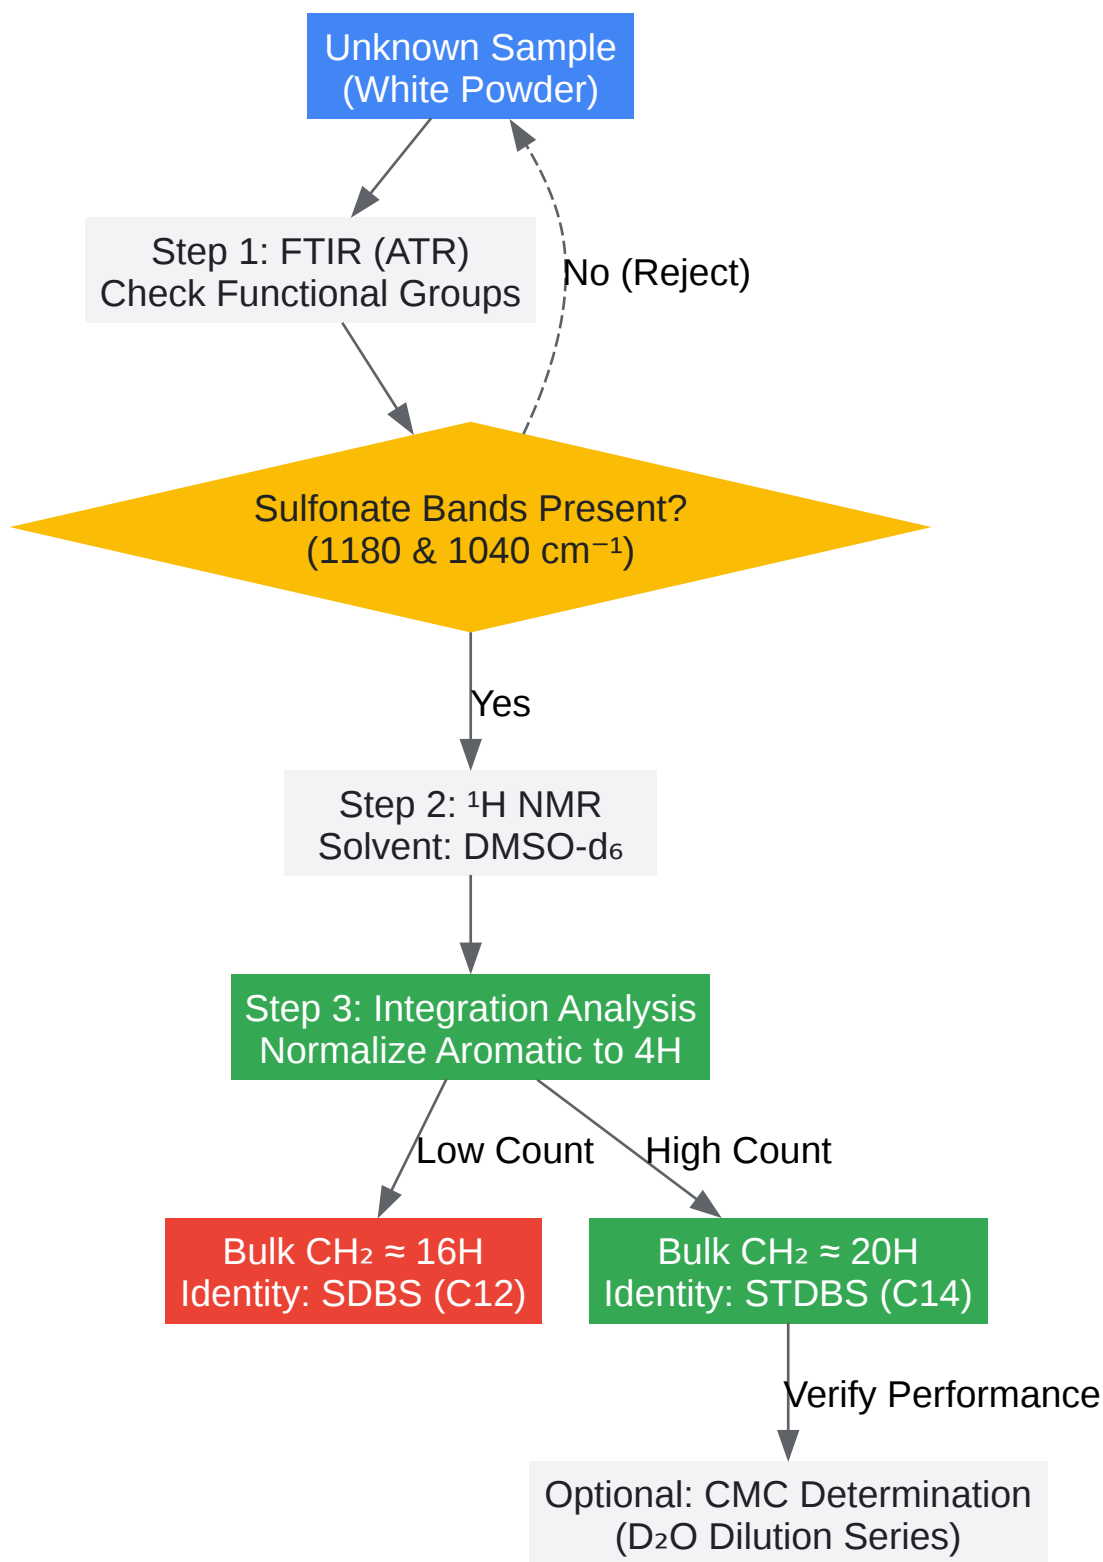 Unknown Sample
(White Powder)
Step 1: FTIR (ATR)
Check Functional Groups
No (Reject)
Sulfonate Bands Present?
(1180 & 1040 cm⁻¹)
Yes
Step 2: ¹H NMR
Solvent: DMSO-d₆
Step 3: Integration Analysis
Normalize Aromatic to 4H
Low Count
High Count
Bulk CH₂ ≈ 16H
Identity: SDBS (C12)
Bulk CH₂ ≈ 20H
Identity: STDBS (C14)
Verify Performance
Optional: CMC Determination
(D₂O Dilution Series)